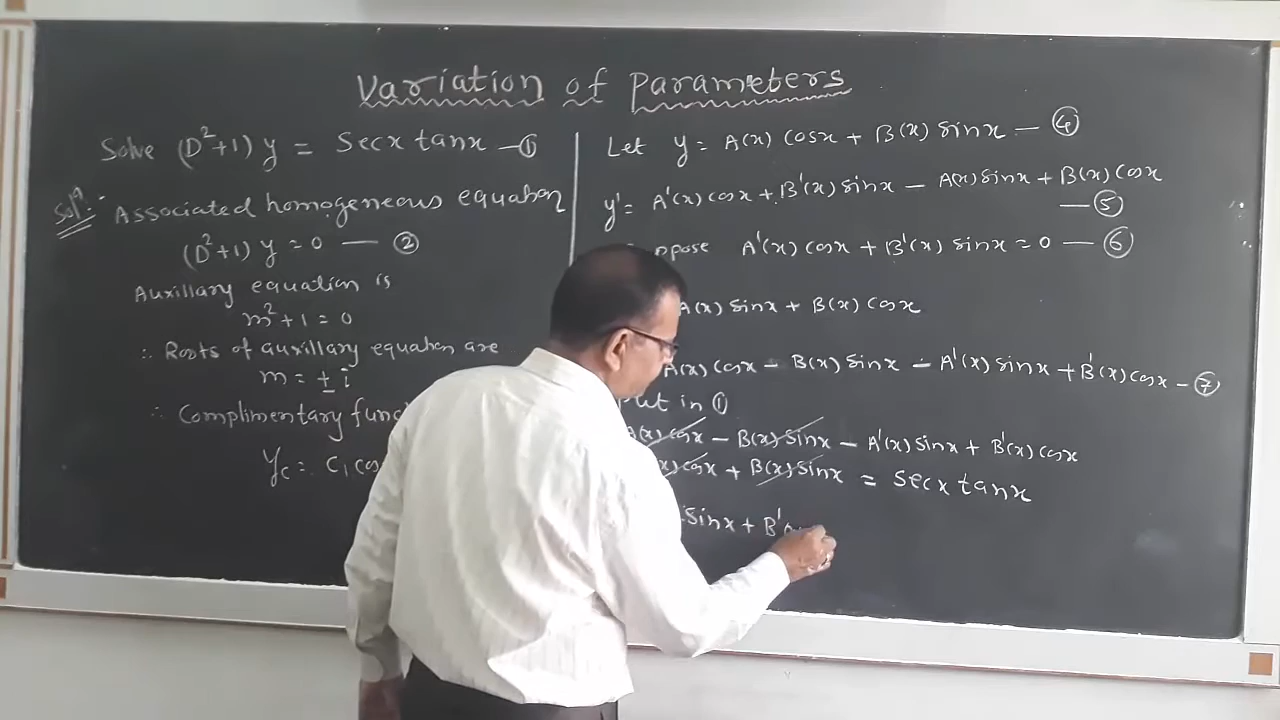 Variation of Parameters
Solve (D²+1) y = Secx tanx — ①
Solⁿ:- Associated homogeneous equation
(D²+1) y = 0 — ②
Auxillary equation is
m²+1 = 0
∴ Roots of auxillary equation are
m = ± i
∴ Complimentary func
y_c = C₁ cos
Let y = A(x) cosx + B(x) sinx — ④
y' = A'(x) cosx + B'(x) sinx — A(x) sinx + B(x) cosx
— ⑤
ppose A'(x) cosx + B'(x) sinx = 0 — ⑥
A(x) sinx + B(x) cosx
A(x) cosx — B(x) sinx — A'(x) sinx + B'(x) cosx — ⑦
Put in ①
A(x) cosx — B(x) sinx — A'(x) sinx + B'(x) cosx
(x) cosx + B(x) sinx = Secx tanx
sinx + B'